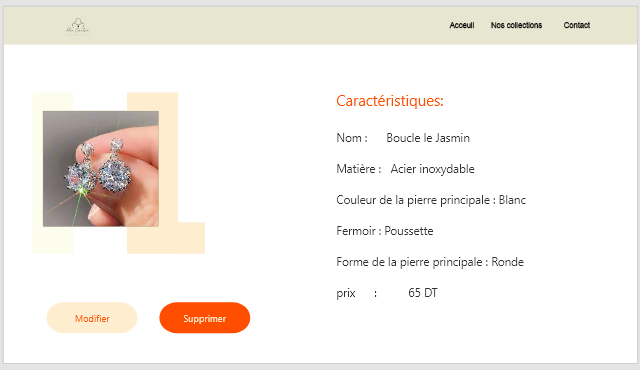 Acceuil Nos collections Contact
Caractéristiques:
Nom : Boucle le Jasmin
Matière : Acier inoxydable
Couleur de la pierre principale : Blanc
Fermoir : Poussette
Forme de la pierre principale : Ronde
prix : 65 DT
Modifier Supprimer